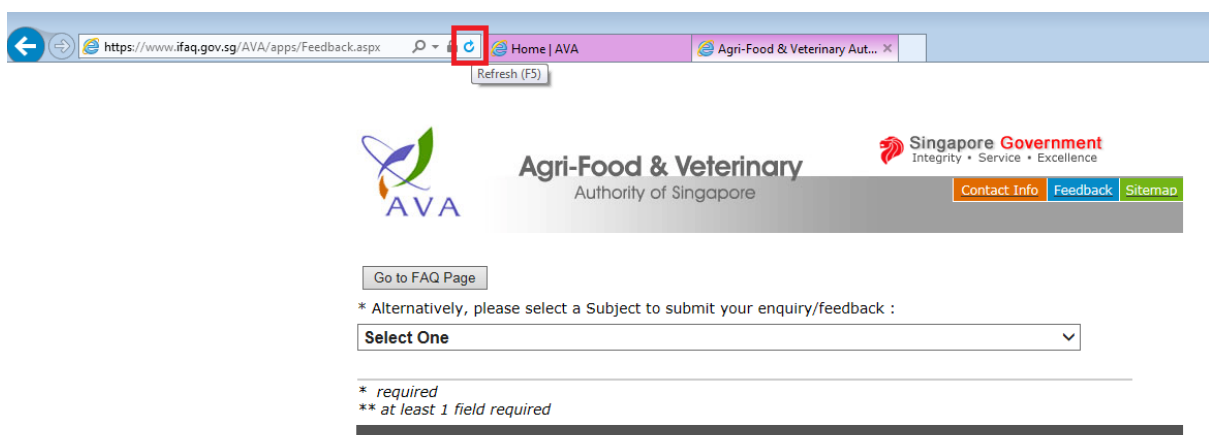 https://www.ifaq.gov.sg/AVA/apps/Feedback.aspx
Home | AVA
Agri-Food & Veterinary Aut...
Refresh (F5)
AVA
Agri-Food & Veterinary
Authority of Singapore
Singapore Government
Integrity • Service • Excellence
Contact Info Feedback Sitemap
Go to FAQ Page
* Alternatively, please select a Subject to submit your enquiry/feedback :
Select One
* required
** at least 1 field required